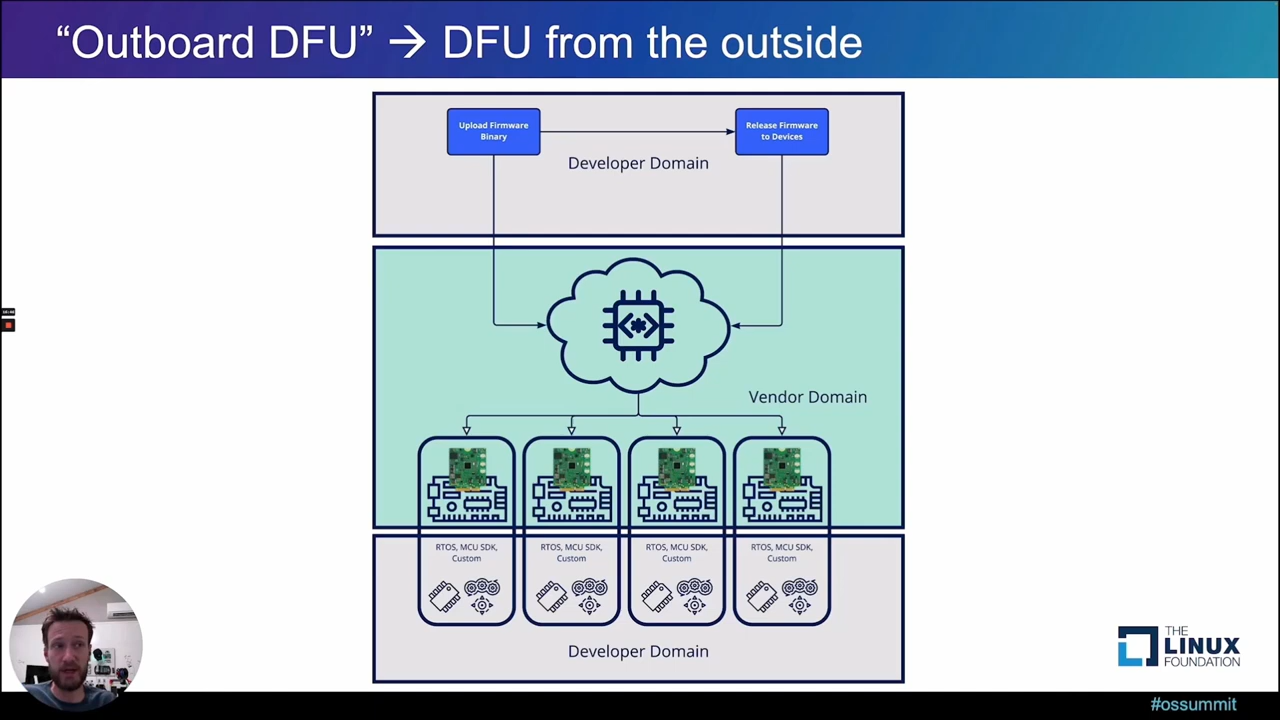 “Outboard DFU” → DFU from the outside
Upload Firmware
Binary
Release Firmware
to Devices
Developer Domain
Vendor Domain
RTOS, MCU SDK,
Custom
RTOS, MCU SDK,
Custom
RTOS, MCU SDK,
Custom
RTOS, MCU SDK,
Custom
Developer Domain
THE
LINUX
FOUNDATION
#ossummit